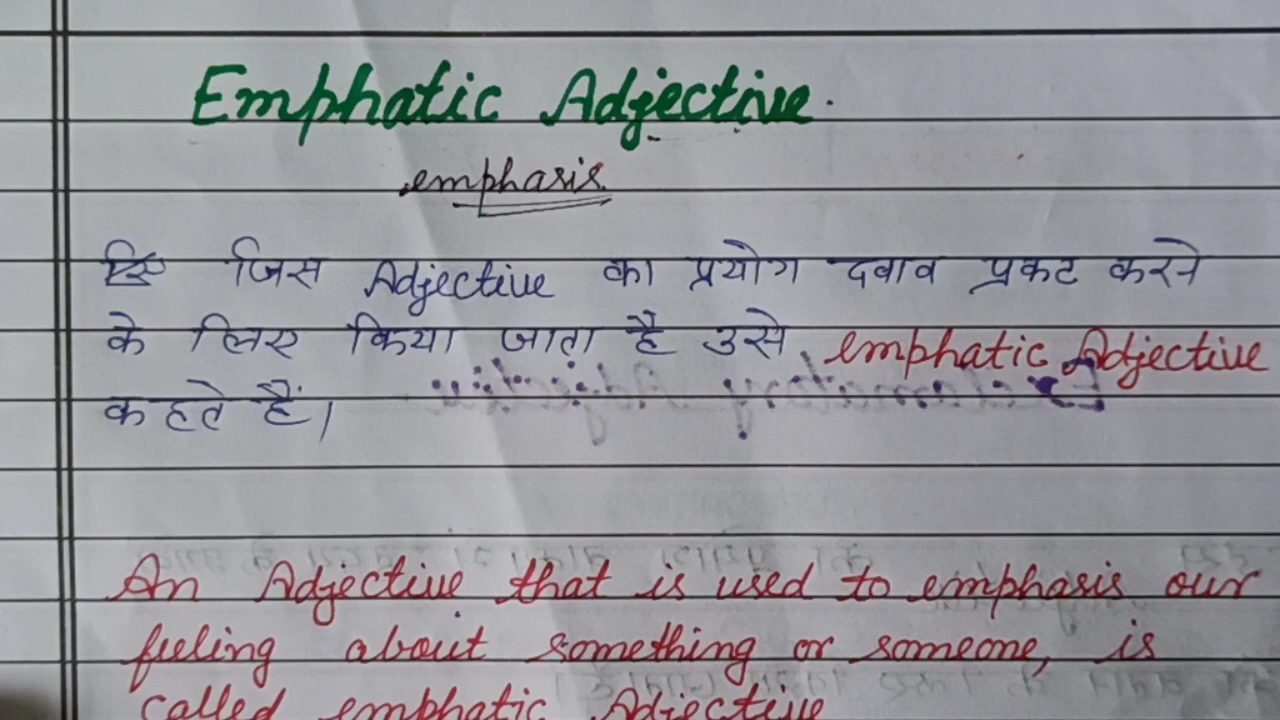 Emphatic Adjective.
emphasis
जिस Adjective का प्रयोग दवाव प्रकट करने
के लिए किया जाता है उसे, emphatic Adjective
कहते हैं।
An Adjective that is used to emphasis our
feeling about something or someone, is
called emphatic Adjective